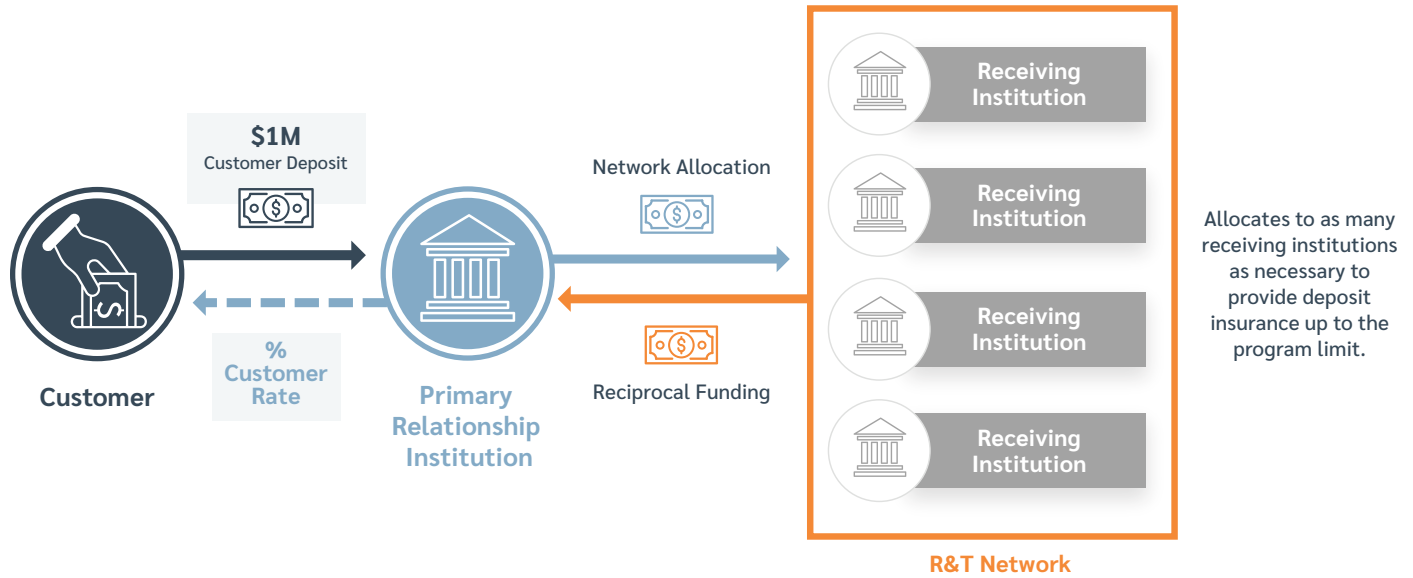 $1M
Customer Deposit
%
Customer
Rate
Customer
Primary
Relationship
Institution
Network Allocation
Reciprocal Funding
Receiving
Institution
Receiving
Institution
Receiving
Institution
Receiving
Institution
R&T Network
Allocates to as many
receiving institutions
as necessary to
provide deposit
insurance up to the
program limit.